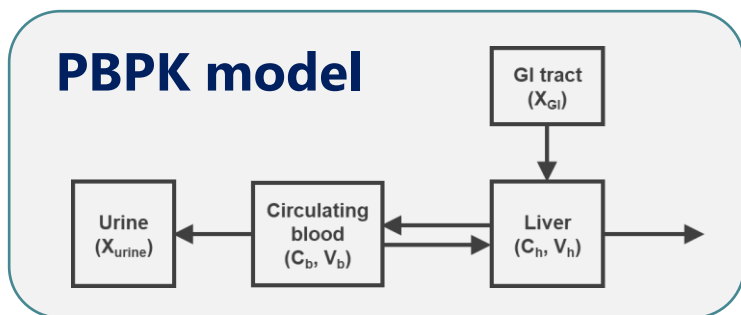 PBPK model
GI tract
(X_GI)
Urine
(X_urine)
Circulating
blood
(C_b, V_b)
Liver
(C_h, V_h)